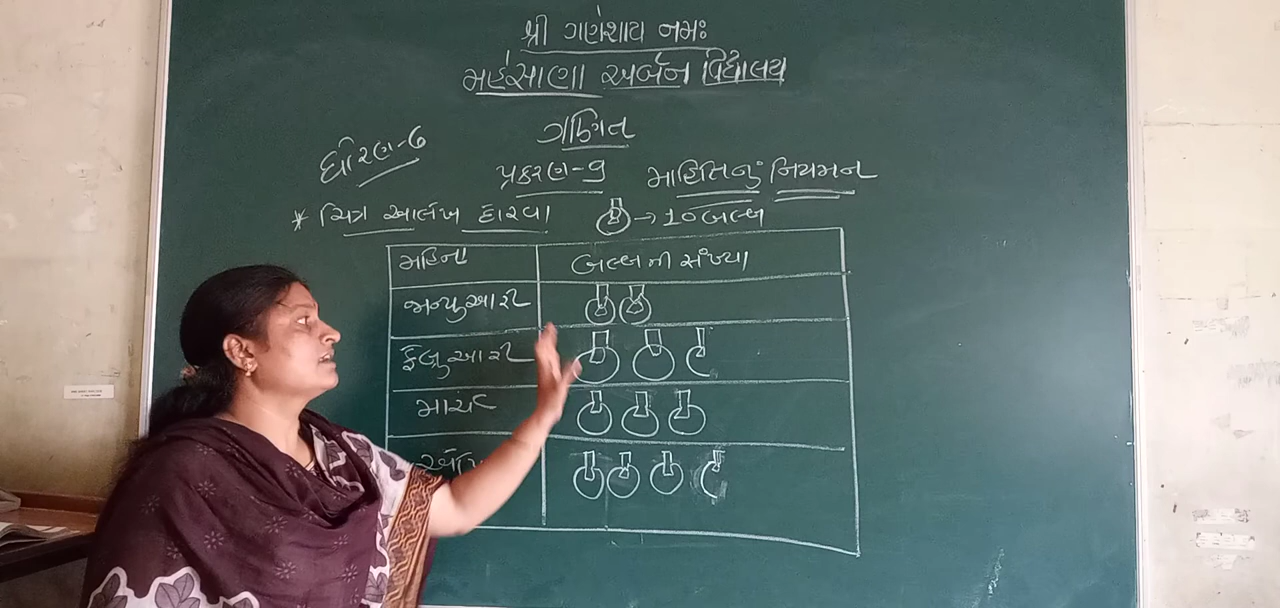 શ્રી ગણેશાય નમઃ
મહેસાણા અર્બન વિદ્યાલય
ગણિત
ધોરણ-6
પ્રકરણ-9 માહિતિનું નિયમન
* ચિત્ર આલેખ દોરવા
→ 10 બલ્બ
મહિના બલ્બની સંખ્યા
જાન્યુઆરી
ફેબ્રુઆરી
માર્ચ